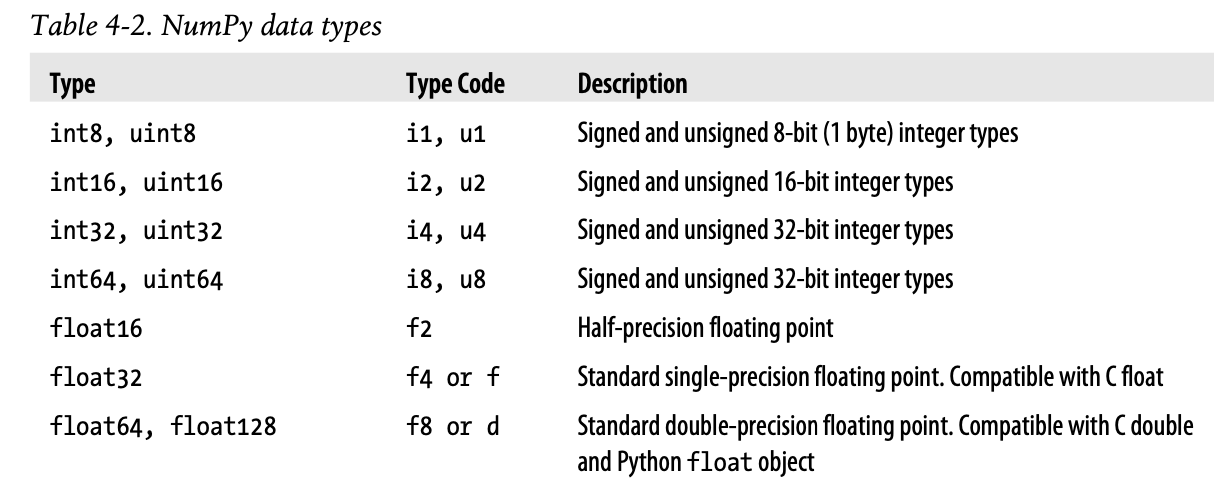 Table 4-2. NumPy data types
Type Type Code Description
int8, uint8 i1, u1 Signed and unsigned 8-bit (1 byte) integer types
int16, uint16 i2, u2 Signed and unsigned 16-bit integer types
int32, uint32 i4, u4 Signed and unsigned 32-bit integer types
int64, uint64 i8, u8 Signed and unsigned 32-bit integer types
float16 f2 Half-precision floating point
float32 f4 or f Standard single-precision floating point. Compatible with C float
float64, float128 f8 or d Standard double-precision floating point. Compatible with C double
and Python float object